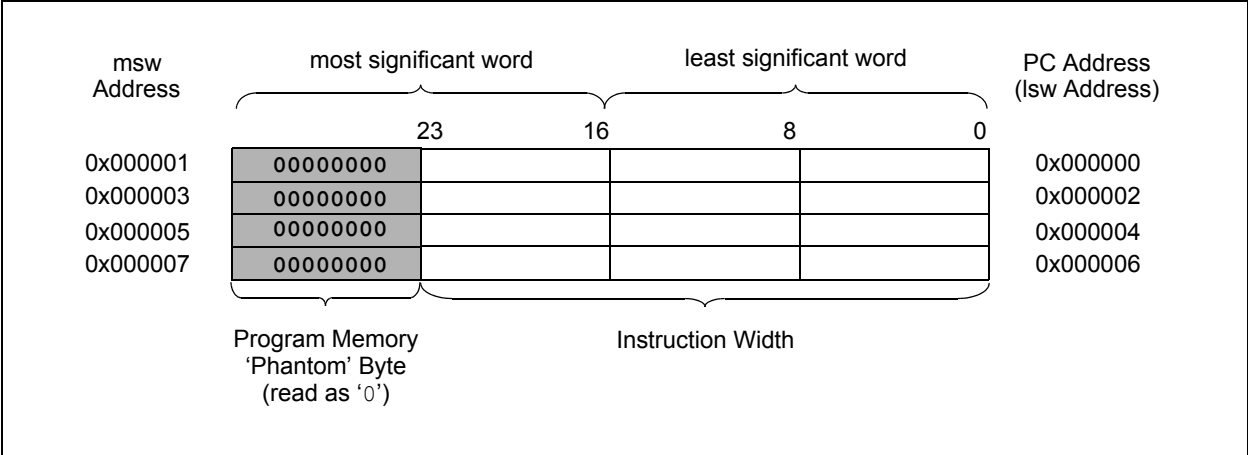 msw
Address
most significant word
least significant word
PC Address
(lsw Address)
23 16 8 0
0x000001 00000000 0x000000
0x000003 00000000 0x000002
0x000005 00000000 0x000004
0x000007 00000000 0x000006
Program Memory
‘Phantom’ Byte
(read as ‘0’)
Instruction Width